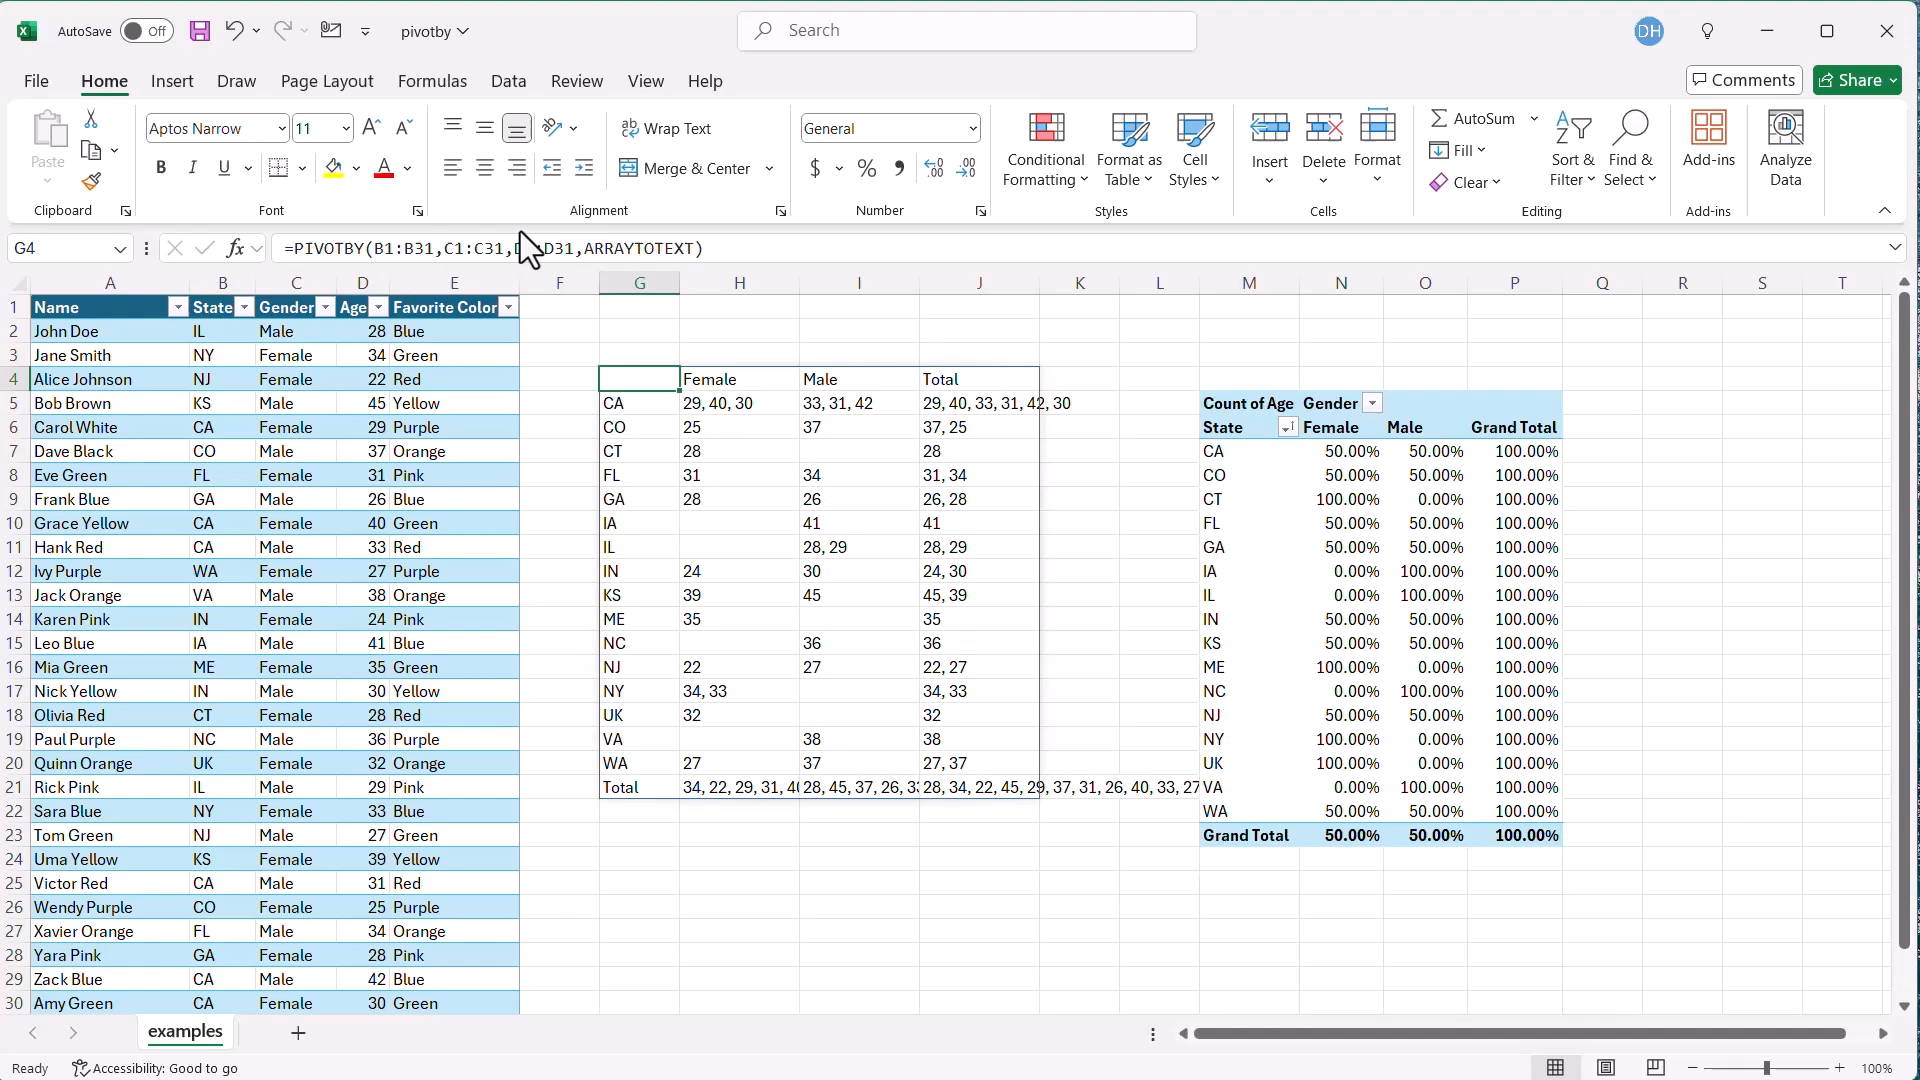 AutoSave Off pivotby Search DH
File Home Insert Draw Page Layout Formulas Data Review View Help Comments Share
Paste Aptos Narrow 11 Wrap Text General Conditional Formatting Format as Table Cell Styles Insert Delete Format AutoSum Sort & Filter Find & Select Add-ins Analyze Data
B I U A Merge & Center $ % Fill Clear
Clipboard Font Alignment Number Styles Cells Editing Add-ins
G4 fx =PIVOTBY(B1:B31,C1:C31,D D31,ARRAYTOTEXT)
A B C D E F G H I J K L M N O P Q R S T
1 Name State Gender Age Favorite Color
2 John Doe IL Male 28 Blue
3 Jane Smith NY Female 34 Green
4 Alice Johnson NJ Female 22 Red Female Male Total
5 Bob Brown KS Male 45 Yellow CA 29, 40, 30 33, 31, 42 29, 40, 33, 31, 42, 30 Count of Age Gender
6 Carol White CA Female 29 Purple CO 25 37 37, 25 State Female Male Grand Total
7 Dave Black CO Male 37 Orange CT 28 28 CA 50.00% 50.00% 100.00%
8 Eve Green FL Female 31 Pink FL 31 34 31, 34 CO 50.00% 50.00% 100.00%
9 Frank Blue GA Male 26 Blue GA 28 26 26, 28 CT 100.00% 0.00% 100.00%
10 Grace Yellow CA Female 40 Green IA 41 41 FL 50.00% 50.00% 100.00%
11 Hank Red CA Male 33 Red IL 28, 29 28, 29 GA 50.00% 50.00% 100.00%
12 Ivy Purple WA Female 27 Purple IN 24 30 24, 30 IA 0.00% 100.00% 100.00%
13 Jack Orange VA Male 38 Orange KS 39 45 45, 39 IL 0.00% 100.00% 100.00%
14 Karen Pink IN Female 24 Pink ME 35 35 IN 50.00% 50.00% 100.00%
15 Leo Blue IA Male 41 Blue NC 36 36 KS 50.00% 50.00% 100.00%
16 Mia Green ME Female 35 Green NJ 22 27 22, 27 ME 100.00% 0.00% 100.00%
17 Nick Yellow IN Male 30 Yellow NY 34, 33 34, 33 NC 0.00% 100.00% 100.00%
18 Olivia Red CT Female 28 Red UK 32 32 NJ 50.00% 50.00% 100.00%
19 Paul Purple NC Male 36 Purple VA 38 38 NY 100.00% 0.00% 100.00%
20 Quinn Orange UK Female 32 Orange WA 27 37 27, 37 UK 100.00% 0.00% 100.00%
21 Rick Pink IL Male 29 Pink Total 34, 22, 29, 31, 28, 45, 37, 26, 28, 34, 22, 45, 29, 37, 31, 26, 40, 33, 27 VA 0.00% 100.00% 100.00%
22 Sara Blue NY Female 33 Blue WA 50.00% 50.00% 100.00%
23 Tom Green NJ Male 27 Green Grand Total 50.00% 50.00% 100.00%
24 Uma Yellow KS Female 39 Yellow
25 Victor Red CA Male 31 Red
26 Wendy Purple CO Female 25 Purple
27 Xavier Orange FL Male 34 Orange
28 Yara Pink GA Female 28 Pink
29 Zack Blue CA Male 42 Blue
30 Amy Green CA Female 30 Green
examples
Ready Accessibility: Good to go 100%